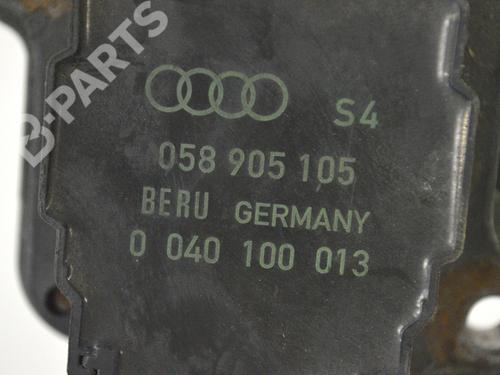 B-PARTS
S4
058 905 105
BERU GERMANY
0 040 100 013